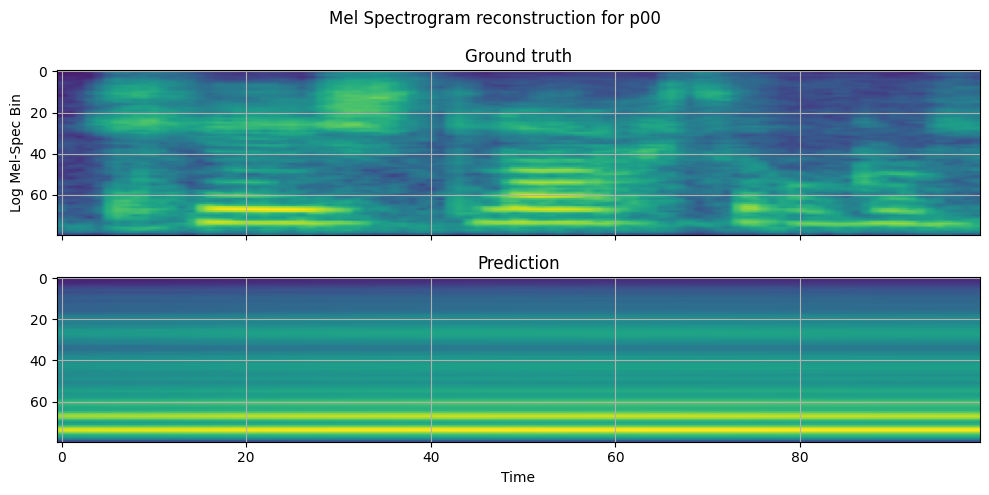 Mel Spectrogram reconstruction for p00
Ground truth
Log Mel-Spec Bin
0
20
40
60
Prediction
0
20
40
60
0 20 40 60 80
Time